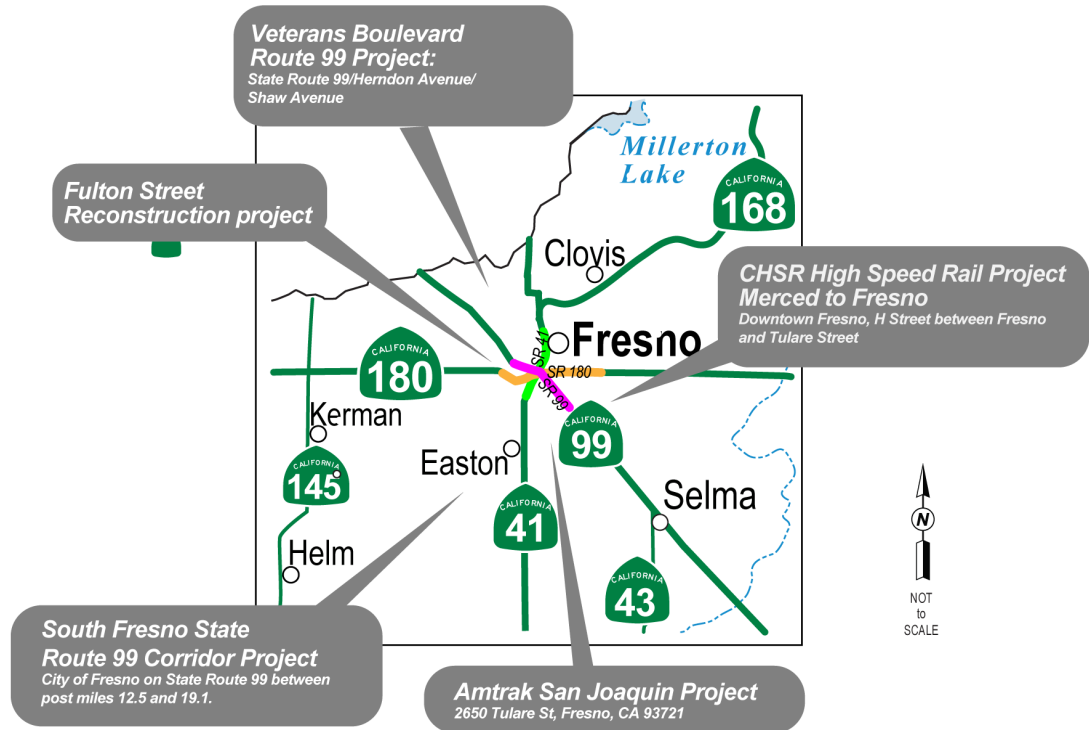 Veterans Boulevard
Route 99 Project:
State Route 99/Herndon Avenue/
Shaw Avenue
Fulton Street
Reconstruction project
Millerton
Lake
CALIFORNIA
168
Clovis
CHSR High Speed Rail Project
Merced to Fresno
Downtown Fresno, H Street between Fresno
and Tulare Street
Fresno
SR 41
SR 180
SR 99
CALIFORNIA
180
Kerman
CALIFORNIA
145
CALIFORNIA
99
Easton
CALIFORNIA
41
Selma
Helm
CALIFORNIA
43
N
NOT
to
SCALE
South Fresno State
Route 99 Corridor Project
City of Fresno on State Route 99 between
post miles 12.5 and 19.1.
Amtrak San Joaquin Project
2650 Tulare St, Fresno, CA 93721